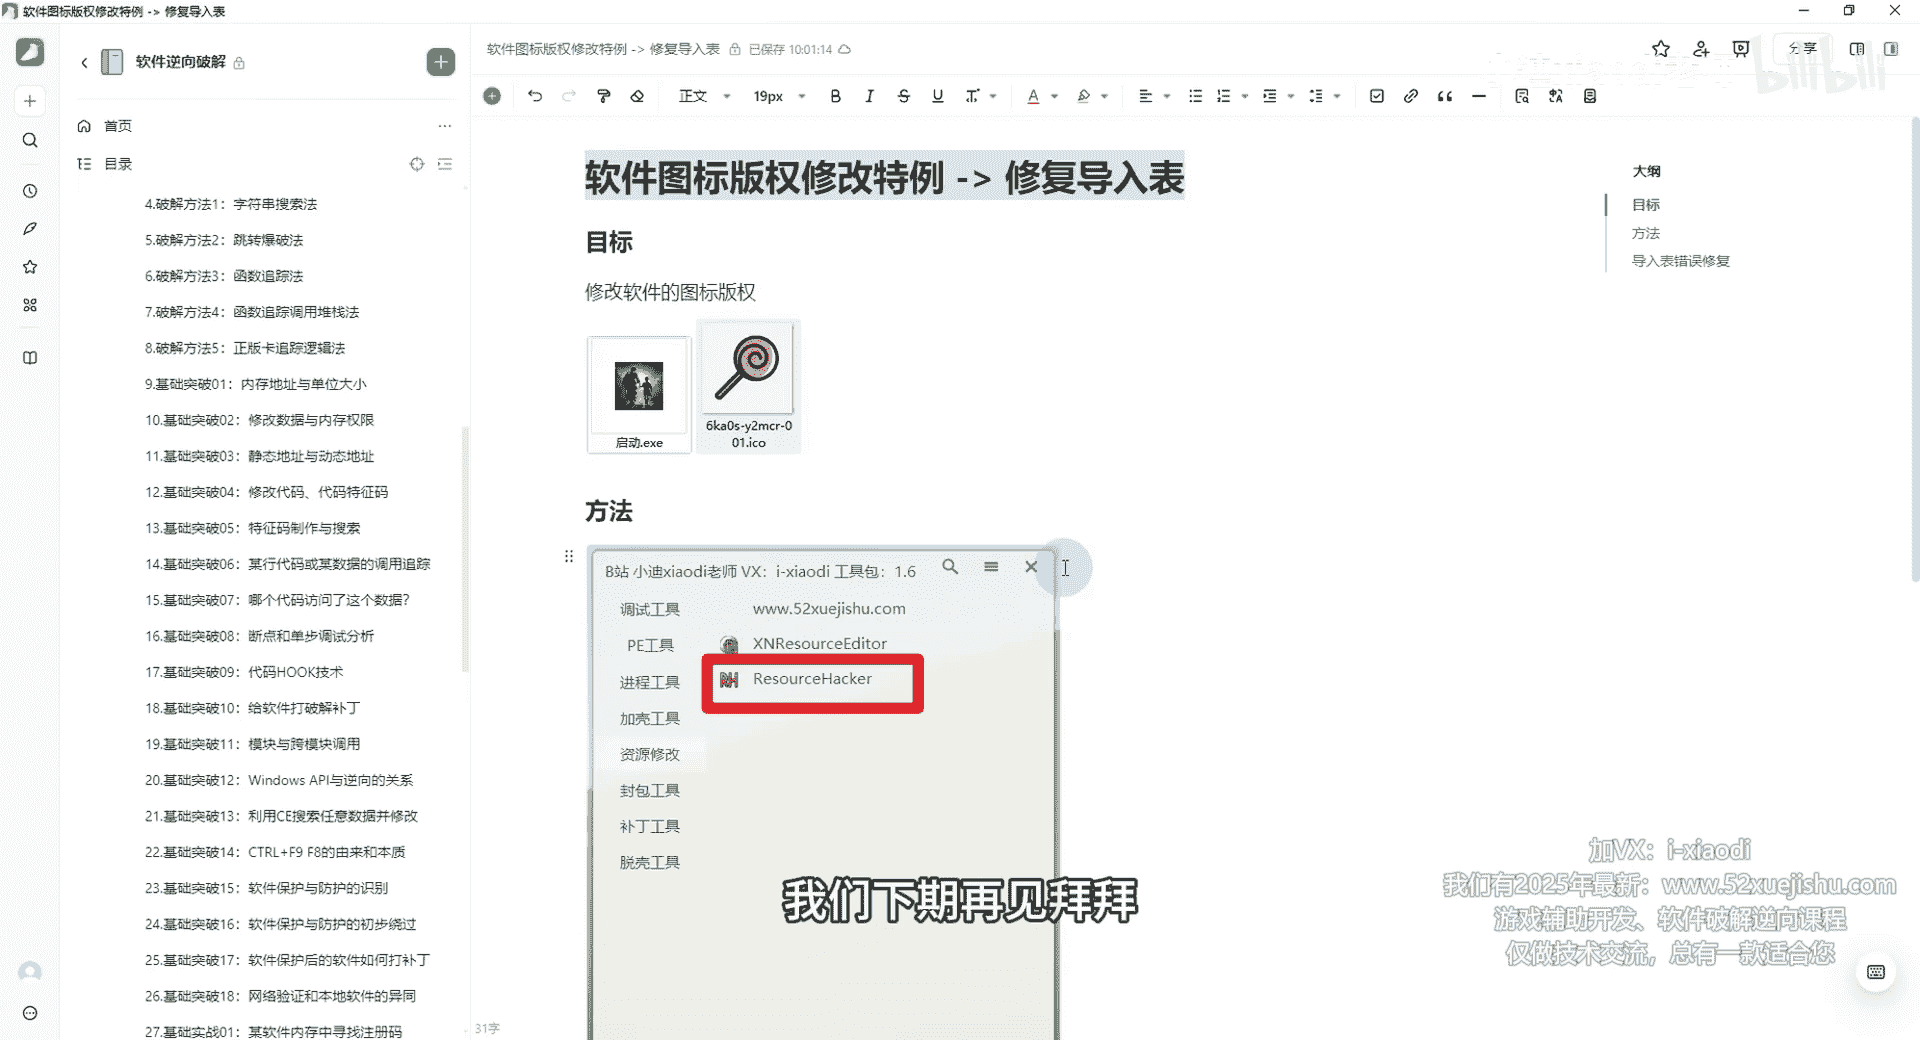 软件图标版权修改特例 -> 修复导入表
软件逆向破解
首页
目录
4.破解方法1：字符串搜索法
5.破解方法2：跳转爆破法
6.破解方法3：函数追踪法
7.破解方法4：函数追踪调用堆栈法
8.破解方法5：正版卡追踪逻辑法
9.基础突破01：内存地址与单位大小
10.基础突破02：修改数据与内存权限
11.基础突破03：静态地址与动态地址
12.基础突破04：修改代码、代码特征码
13.基础突破05：特征码制作与搜索
14.基础突破06：某行代码或某数据的调用追踪
15.基础突破07：哪个代码访问了这个数据?
16.基础突破08：断点和单步调试分析
17.基础突破09：代码HOOK技术
18.基础突破10：给软件打破解补丁
19.基础突破11：模块与跨模块调用
20.基础突破12：Windows API与逆向的关系
21.基础突破13：利用CE搜索任意数据并修改
22.基础突破14：CTRL+F9 F8的由来和本质
23.基础突破15：软件保护与防护的识别
24.基础突破16：软件保护与防护的初步绕过
25.基础突破17：软件保护后的软件如何打补丁
26.基础突破18：网络验证和本地软件的异同
27.基础实战01：某软件内存中寻找注册码
软件图标版权修改特例 -> 修复导入表 已保存 10:01:14
分享
bilibili
正文 19px
软件图标版权修改特例 -> 修复导入表
目标
修改软件的图标版权
启动.exe
6ka0s-y2mcr-0
01.ico
方法
B站 小迪xiaodi老师 VX：i-xiaodi 工具包：1.6
调试工具
PE工具
进程工具
加壳工具
资源修改
封包工具
补丁工具
脱壳工具
www.52xuejishu.com
XNResourceEditor
RH ResourceHacker
大纲
目标
方法
导入表错误修复
我们下期再见拜拜
加VX：i-xiaodi
我们有2025年最新：www.52xuejishu.com
游戏辅助开发、软件破解逆向课程
仅做技术交流，总有一款适合您
31字